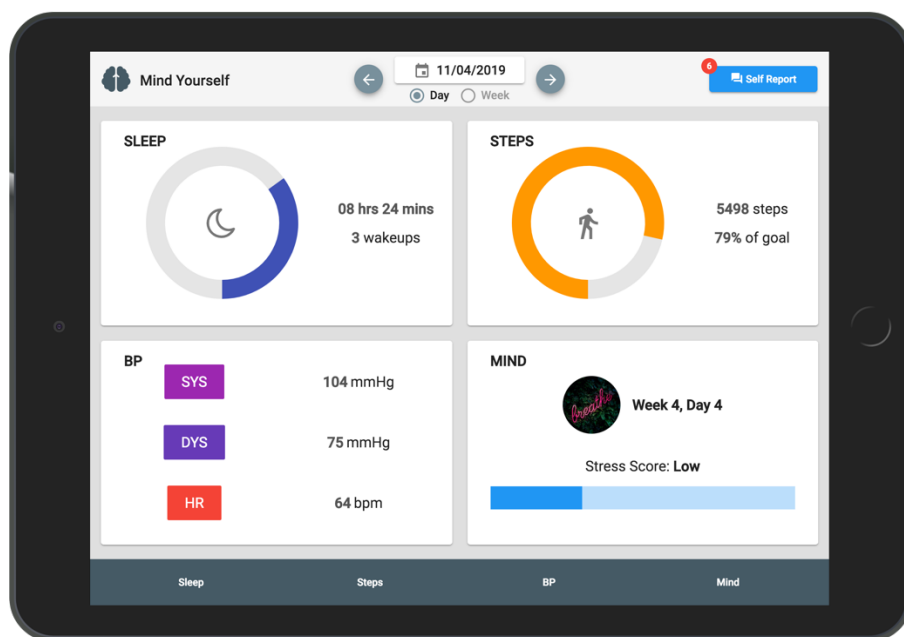 Mind Yourself
11/04/2019
Day Week
6
Self Report
SLEEP
08 hrs 24 mins
3 wakeups
STEPS
5498 steps
79% of goal
BP
SYS 104 mmHg
DYS 75 mmHg
HR 64 bpm
MIND
breathe
Week 4, Day 4
Stress Score: Low
Sleep Steps BP Mind